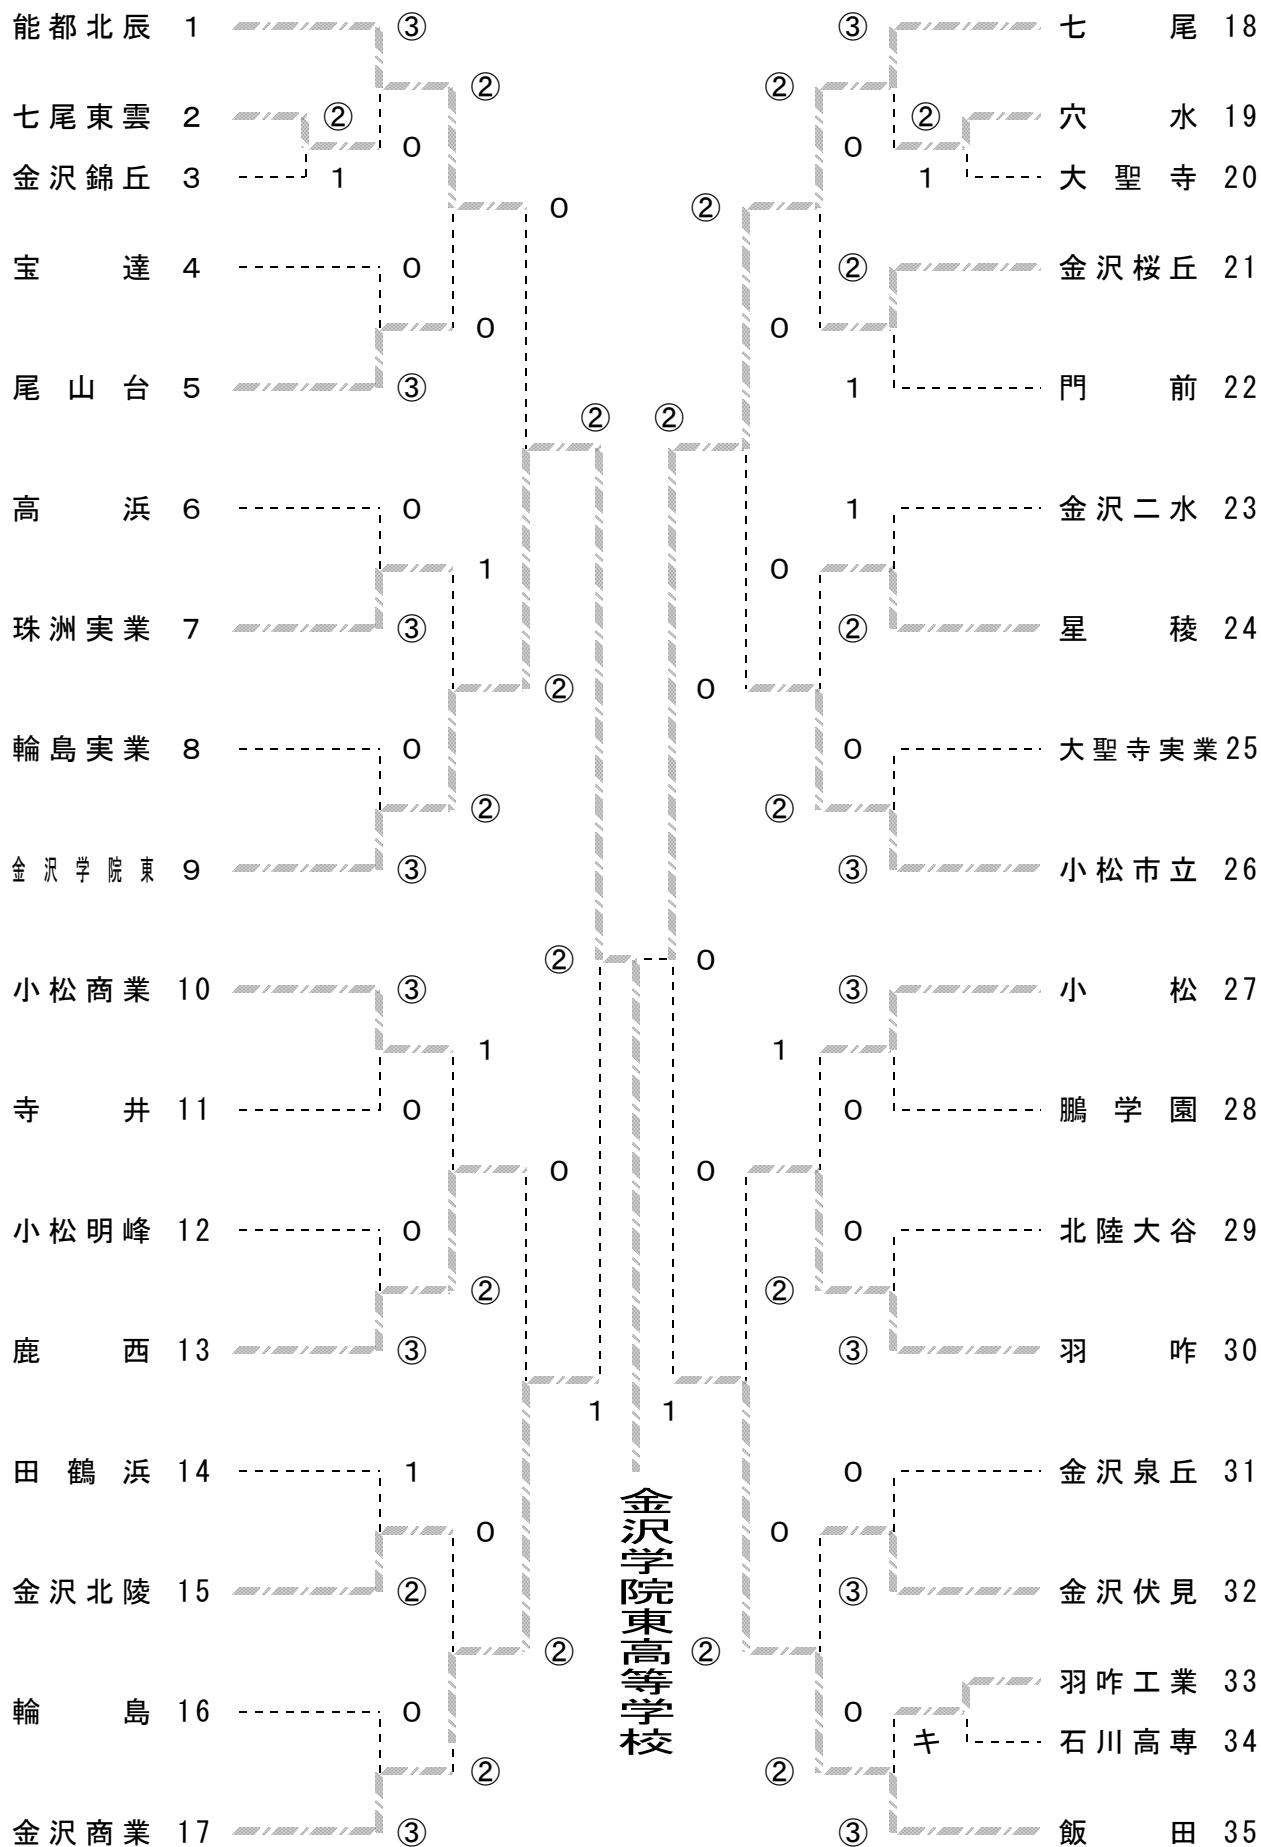 能都北辰 1 ③ ③ 七尾 18
② ②
七尾東雲 2 ② ② 穴水 19
0 0
金沢錦丘 3 1 1 大聖寺 20
0 ②
宝達 4 0 ② 金沢桜丘 21
0 0
尾山台 5 ③ 1 門前 22
② ②
高浜 6 0 1 金沢二水 23
1 0
珠洲実業 7 ③ ② 星稜 24
② 0
輪島実業 8 0 0 大聖寺実業 25
② ②
金沢学院東 9 ③ ③ 小松市立 26
② 0
小松商業 10 ③ ③ 小松 27
1 1
寺井 11 0 0 鵬学園 28
0 0
小松明峰 12 0 0 北陸大谷 29
② ②
鹿西 13 ③ ③ 羽咋 30
1 1
田鶴浜 14 1 0 金沢泉丘 31
0 0
金沢北陵 15 ② ③ 金沢伏見 32
② ②
羽咋工業 33
輪島 16 0 0
キ 石川高専 34
② ②
金沢商業 17 ③ ③ 飯田 35
金沢学院東高等学校